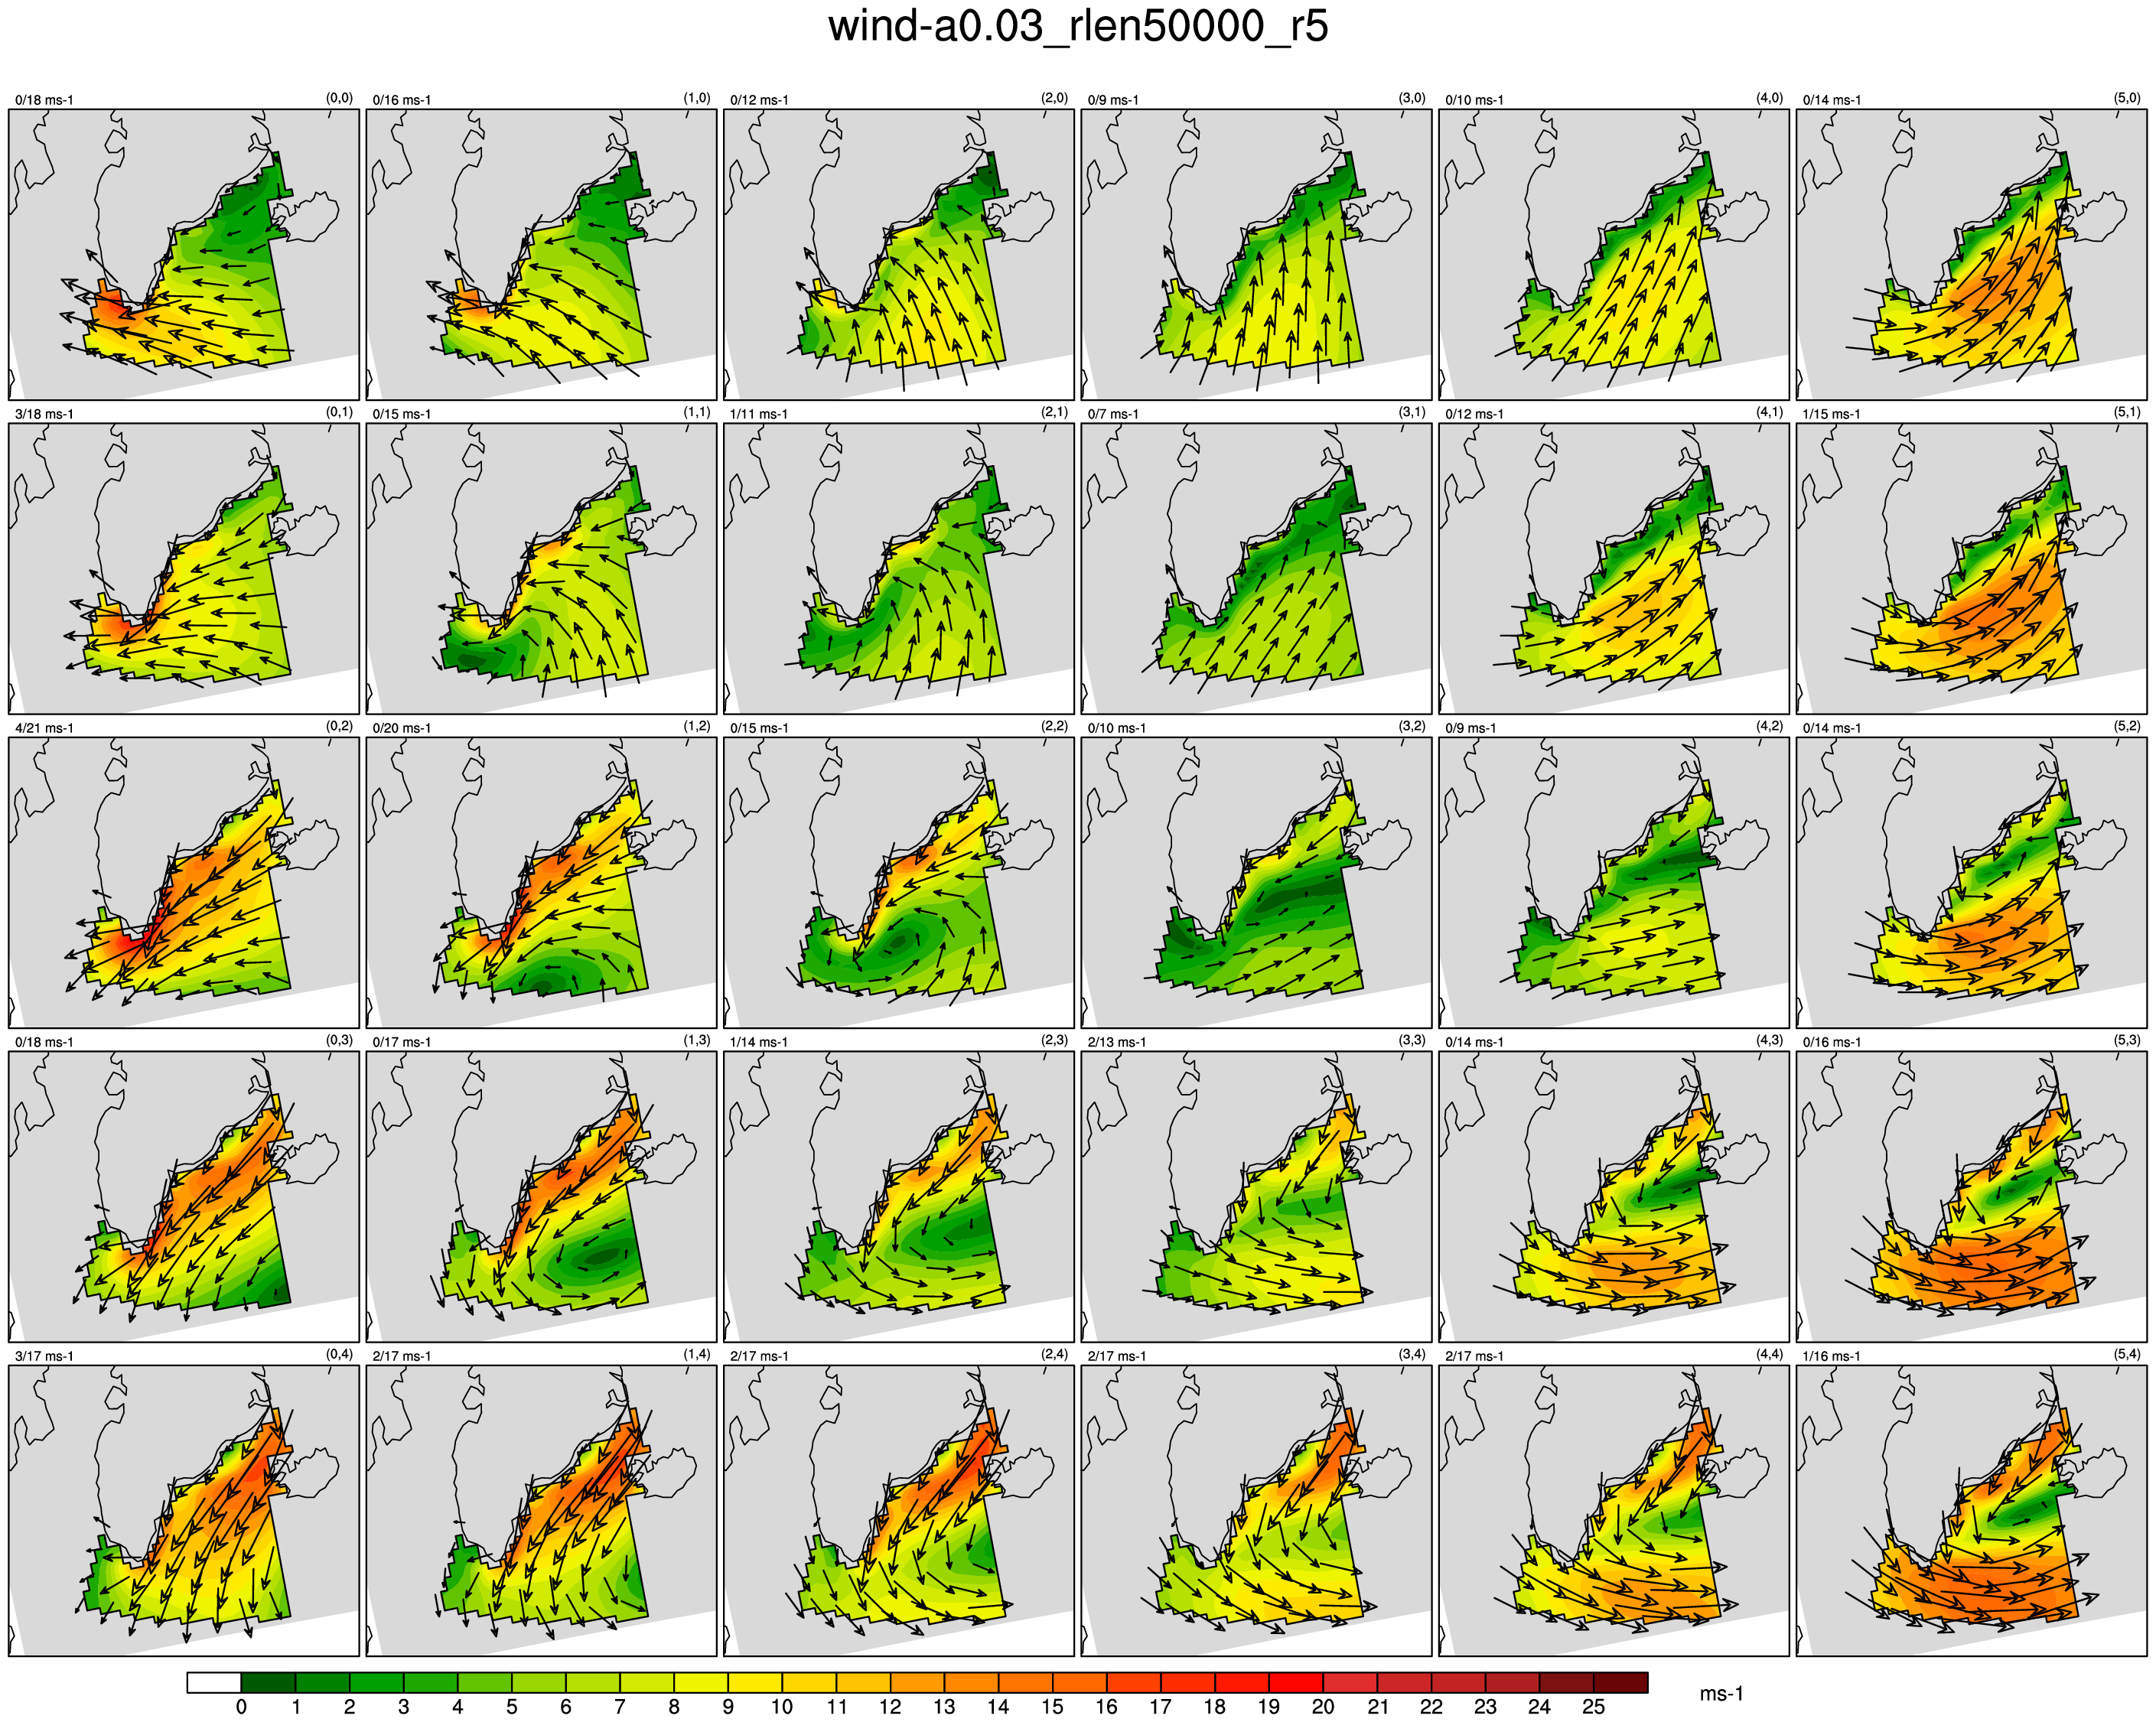 wind-a0.03_rlen50000_r5
0/18 ms-1 (0,0) 0/16 ms-1 (1,0) 0/12 ms-1 (2,0) 0/9 ms-1 (3,0) 0/10 ms-1 (4,0) 0/14 ms-1 (5,0)
3/18 ms-1 (0,1) 0/15 ms-1 (1,1) 1/11 ms-1 (2,1) 0/7 ms-1 (3,1) 0/12 ms-1 (4,1) 1/15 ms-1 (5,1)
4/21 ms-1 (0,2) 0/20 ms-1 (1,2) 0/15 ms-1 (2,2) 0/10 ms-1 (3,2) 0/9 ms-1 (4,2) 0/14 ms-1 (5,2)
0/18 ms-1 (0,3) 0/17 ms-1 (1,3) 1/14 ms-1 (2,3) 2/13 ms-1 (3,3) 0/14 ms-1 (4,3) 0/16 ms-1 (5,3)
3/17 ms-1 (0,4) 2/17 ms-1 (1,4) 2/17 ms-1 (2,4) 2/17 ms-1 (3,4) 2/17 ms-1 (4,4) 1/16 ms-1 (5,4)
0 1 2 3 4 5 6 7 8 9 10 11 12 13 14 15 16 17 18 19 20 21 22 23 24 25 ms-1